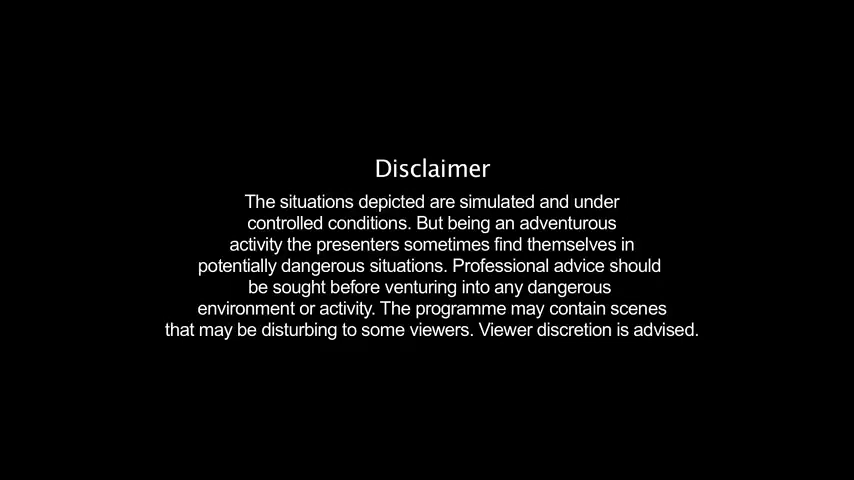 Disclaimer
The situations depicted are simulated and under
controlled conditions. But being an adventurous
activity the presenters sometimes find themselves in
potentially dangerous situations. Professional advice should
be sought before venturing into any dangerous
environment or activity. The programme may contain scenes
that may be disturbing to some viewers. Viewer discretion is advised.